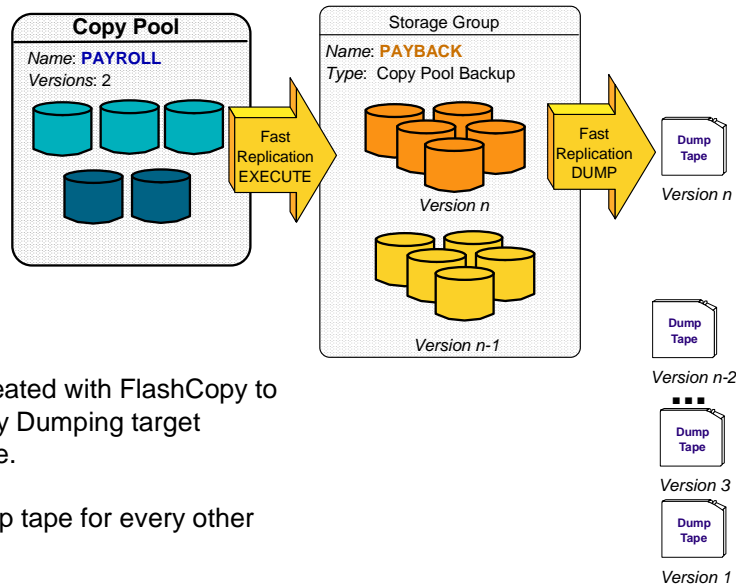 Copy Pool
Name: PAYROLL
Versions: 2
Fast
Replication
EXECUTE
Storage Group
Name: PAYBACK
Type: Copy Pool Backup
Version n
Version n-1
Fast
Replication
DUMP
Dump
Tape
Version n
Dump
Tape
Version n-2
...
Dump
Tape
Version 3
Dump
Tape
Version 1
eated with FlashCopy to
y Dumping target
e.
p tape for every other